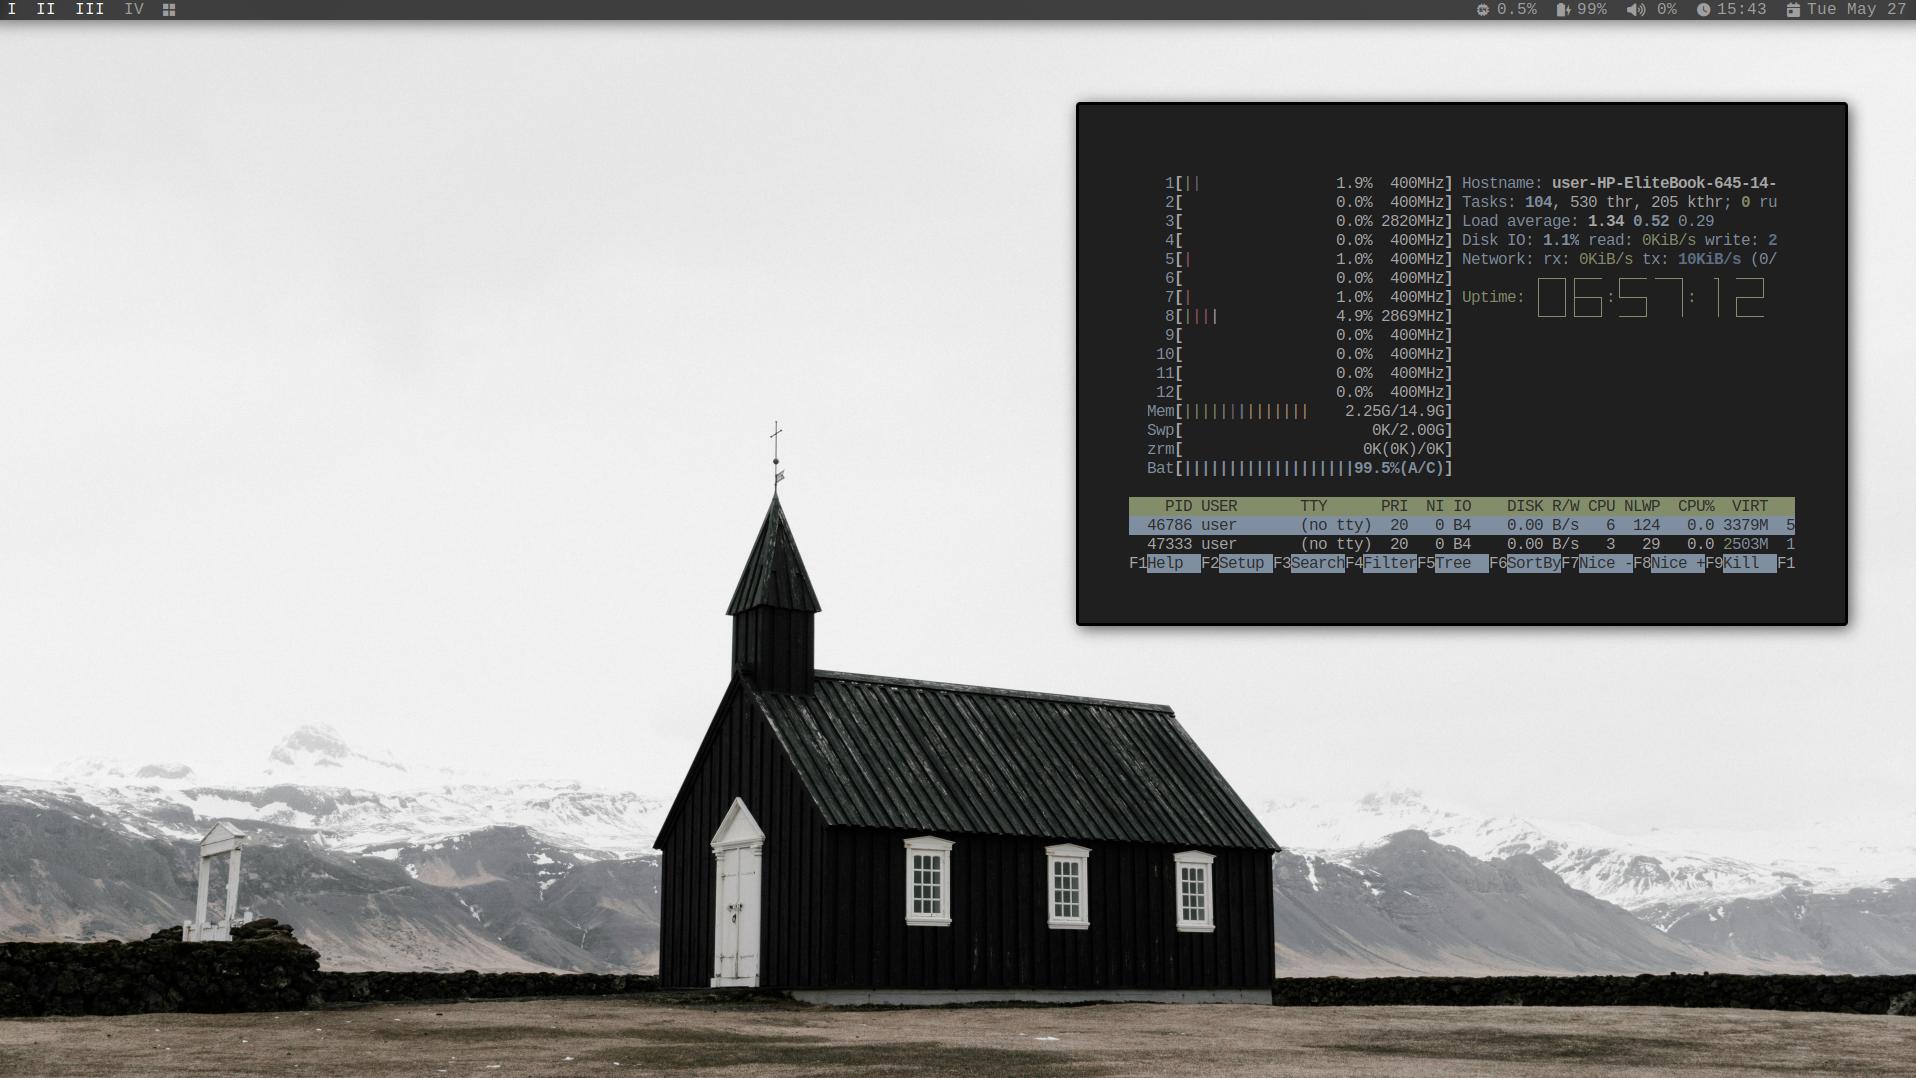 I II III IV 0.5% 99% 0% 15:43 Tue May 27
1[|| 1.9% 400MHz] Hostname: user-HP-EliteBook-645-14-
2[ 0.0% 400MHz] Tasks: 104, 530 thr, 205 kthr; 0 ru
3[ 0.0% 2820MHz] Load average: 1.34 0.52 0.29
4[ 0.0% 400MHz] Disk IO: 1.1% read: 0KiB/s write: 2
5[| 1.0% 400MHz] Network: rx: 0KiB/s tx: 10KiB/s (0/
6[ 0.0% 400MHz]
7[| 1.0% 400MHz] Uptime: 06:57:12
8[|||| 4.9% 2869MHz]
9[ 0.0% 400MHz]
10[ 0.0% 400MHz]
11[ 0.0% 400MHz]
12[ 0.0% 400MHz]
Mem[|||||||||||||| 2.25G/14.9G]
Swp[ 0K/2.00G]
zrm[ 0K(0K)/0K]
Bat[|||||||||||||||||||99.5%(A/C)]
PID USER TTY PRI NI IO DISK R/W CPU NLWP CPU% VIRT
46786 user (no tty) 20 0 B4 0.00 B/s 6 124 0.0 3379M 5
47333 user (no tty) 20 0 B4 0.00 B/s 3 29 0.0 2503M 1
F1Help F2Setup F3SearchF4FilterF5Tree F6SortByF7Nice -F8Nice +F9Kill F1